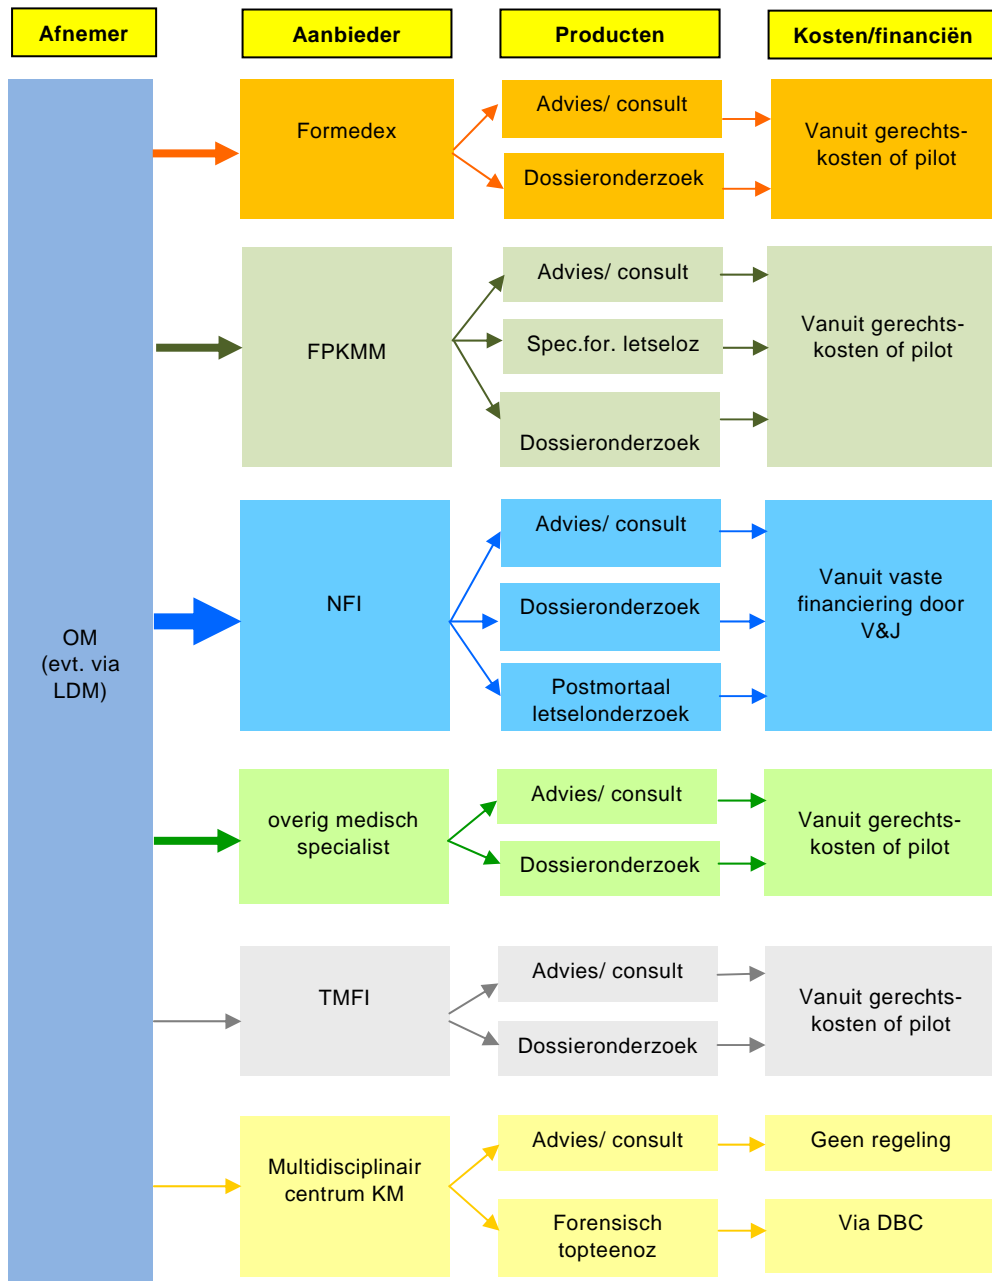 Afnemer
Aanbieder
Producten
Kosten/financiën
OM
(evt. via
LDM)
Formedex
Advies/ consult
Dossieronderzoek
Vanuit gerechts-
kosten of pilot
FPKMM
Advies/ consult
Spec.for. letseloz
Dossieronderzoek
Vanuit gerechts-
kosten of pilot
NFI
Advies/ consult
Dossieronderzoek
Postmortaal
letselonderzoek
Vanuit vaste
financiering door
V&J
overig medisch
specialist
Advies/ consult
Dossieronderzoek
Vanuit gerechts-
kosten of pilot
TMFI
Advies/ consult
Dossieronderzoek
Vanuit gerechts-
kosten of pilot
Multidisciplinair
centrum KM
Advies/ consult
Geen regeling
Forensisch
topteenoz
Via DBC